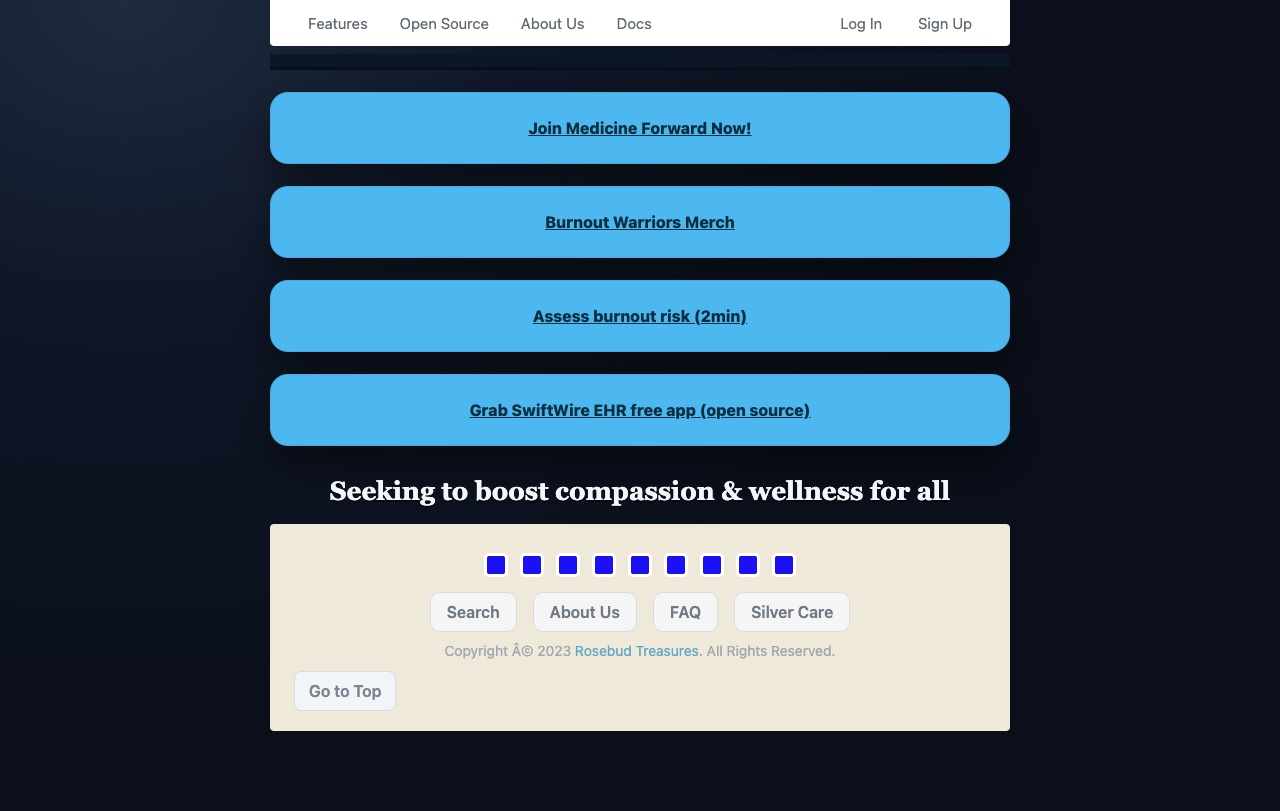 Features Open Source About Us Docs Log In Sign Up
Join Medicine Forward Now!
Burnout Warriors Merch
Assess burnout risk (2min)
Grab SwiftWire EHR free app (open source)
Seeking to boost compassion & wellness for all
Search About Us FAQ Silver Care
Copyright Â© 2023 Rosebud Treasures. All Rights Reserved.
Go to Top